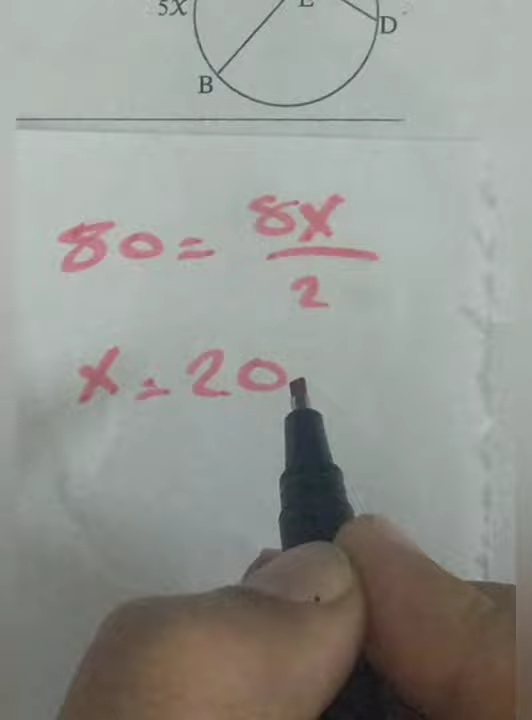 5X
E
D
B
80 = 8X/2
X = 20